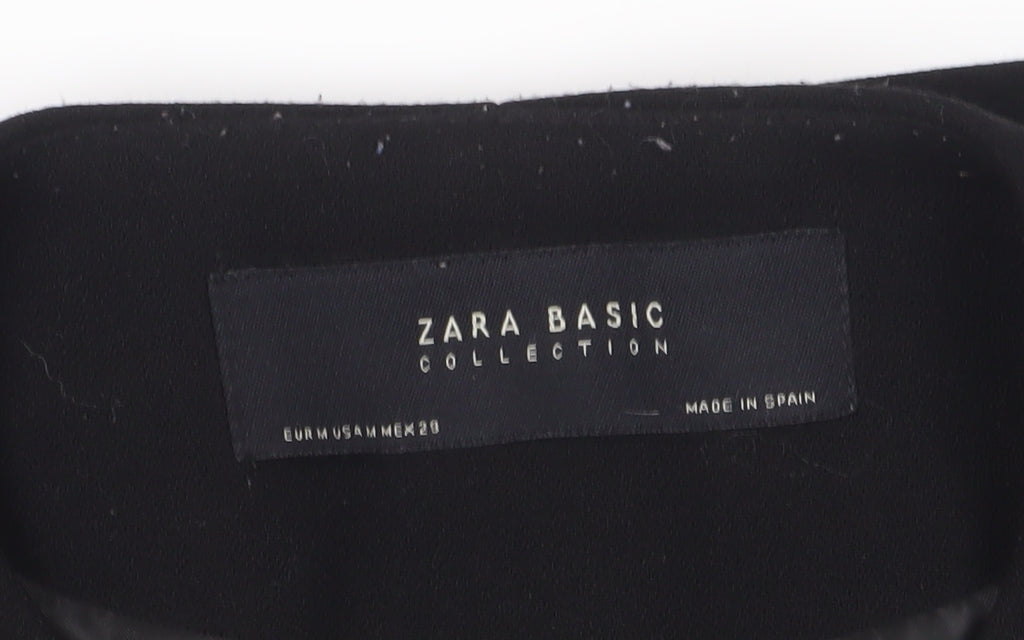 ZARA BASIC
COLLECTION
EUR M USA M MEX 28
MADE IN SPAIN